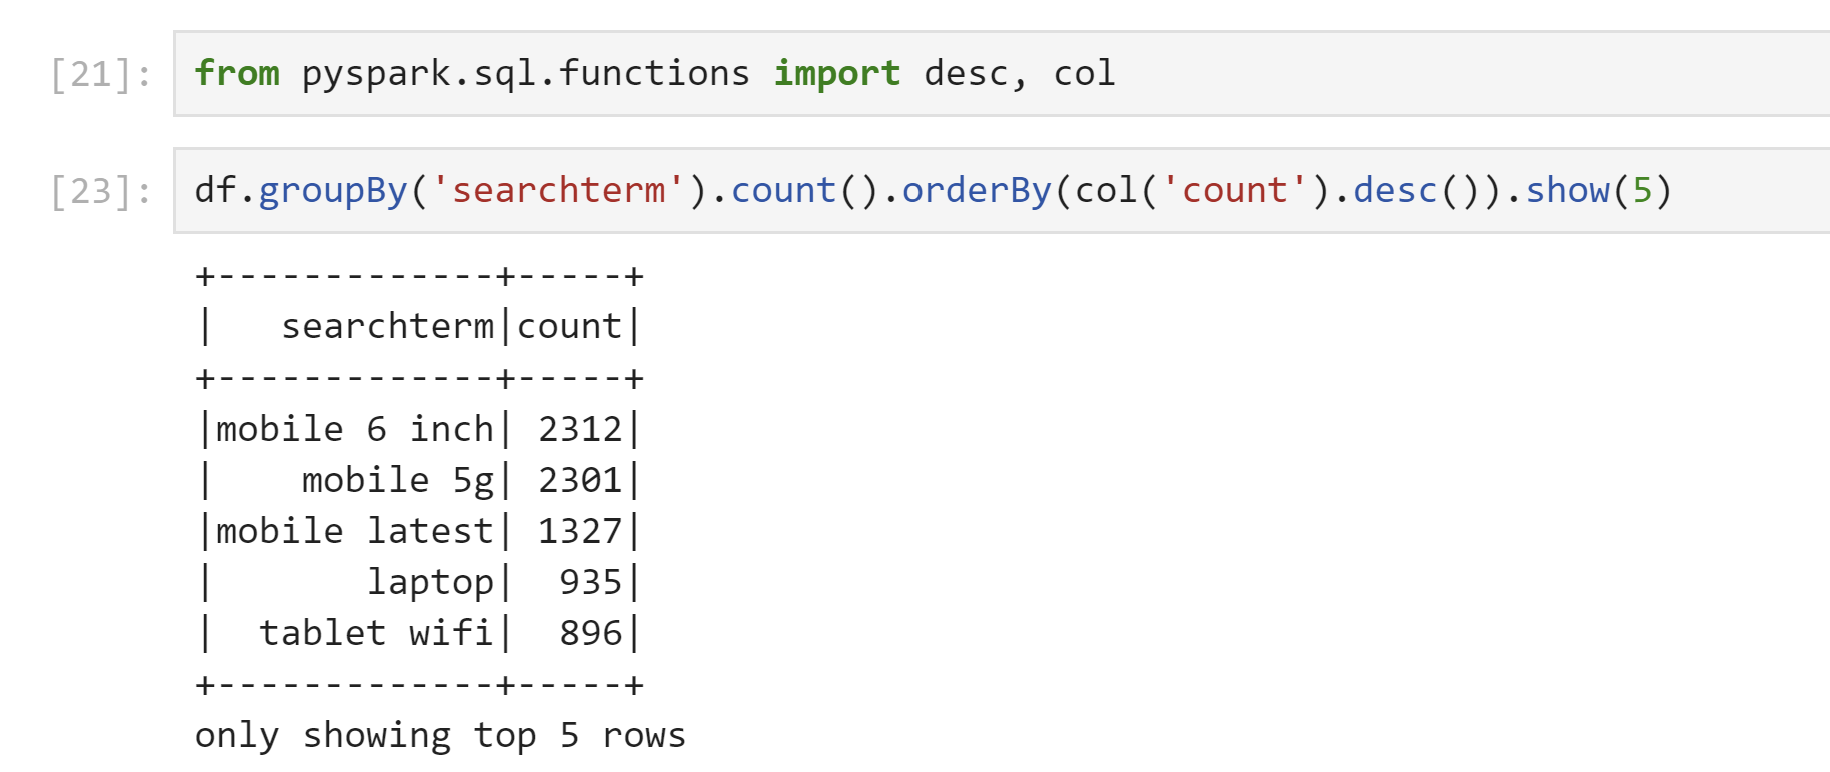 [21]: from pyspark.sql.functions import desc, col
[23]: df.groupBy('searchterm').count().orderBy(col('count').desc()).show(5)
+-------------+-----+
|   searchterm|count|
+-------------+-----+
|mobile 6 inch| 2312|
|    mobile 5g| 2301|
|mobile latest| 1327|
|       laptop|  935|
|  tablet wifi|  896|
+-------------+-----+
only showing top 5 rows